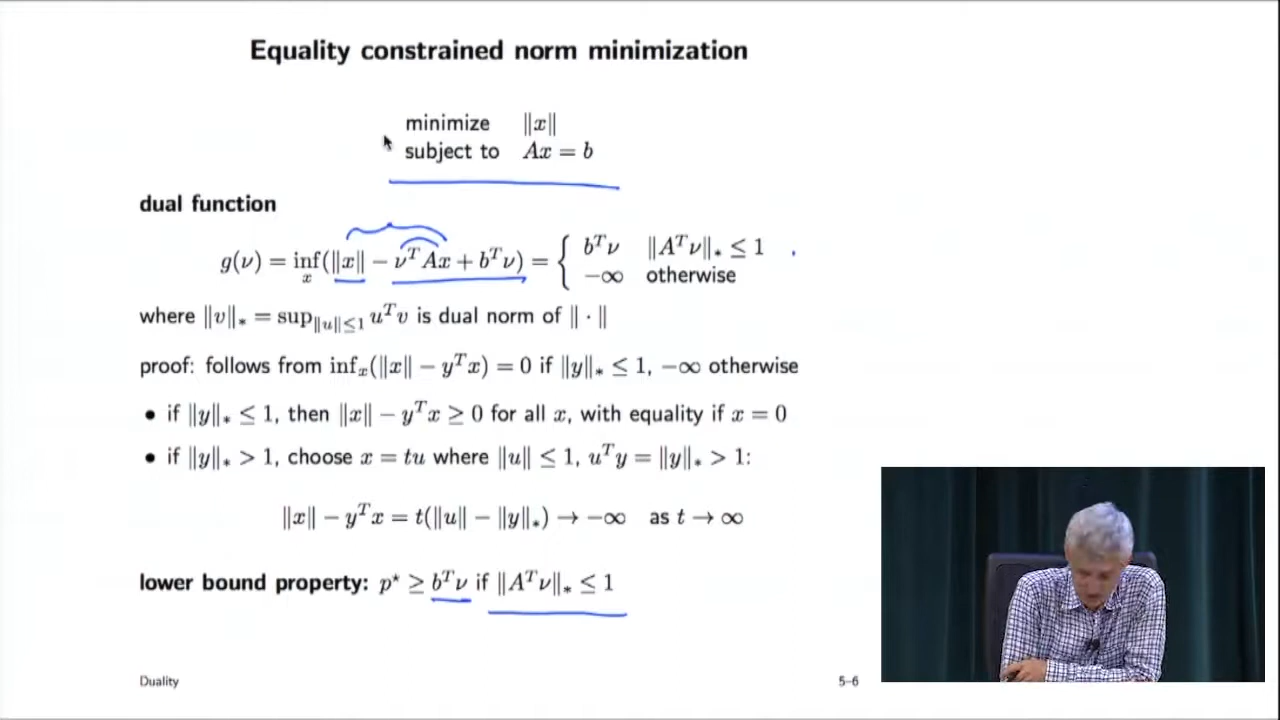 Equality constrained norm minimization
minimize ‖x‖
subject to Ax = b
dual function
g(ν) = inf_x(‖x‖ − ν^T Ax + b^T ν) = { b^T ν ‖A^T ν‖_* ≤ 1
−∞ otherwise
where ‖v‖_* = sup_{‖u‖≤1} u^T v is dual norm of ‖ · ‖
proof: follows from inf_x(‖x‖ − y^T x) = 0 if ‖y‖_* ≤ 1, −∞ otherwise
• if ‖y‖_* ≤ 1, then ‖x‖ − y^T x ≥ 0 for all x, with equality if x = 0
• if ‖y‖_* > 1, choose x = tu where ‖u‖ ≤ 1, u^T y = ‖y‖_* > 1:
‖x‖ − y^T x = t(‖u‖ − ‖y‖_*) → −∞ as t → ∞
lower bound property: p^⋆ ≥ b^T ν if ‖A^T ν‖_* ≤ 1
Duality 5–6